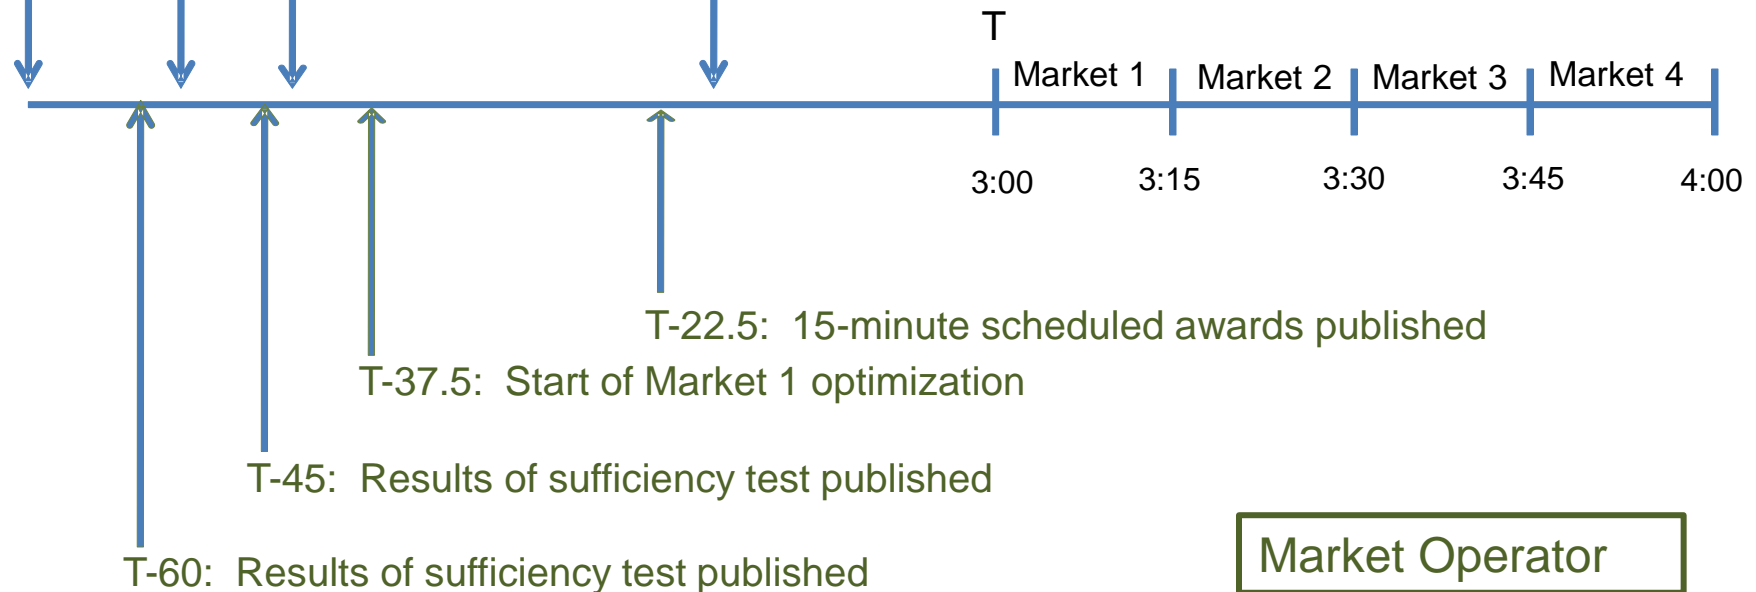 T
Market 1
Market 2
Market 3
Market 4
3:00
3:15
3:30
3:45
4:00
T-22.5:  15-minute scheduled awards published
T-37.5:  Start of Market 1 optimization
T-45:  Results of sufficiency test published
T-60:  Results of sufficiency test published
Market Operator